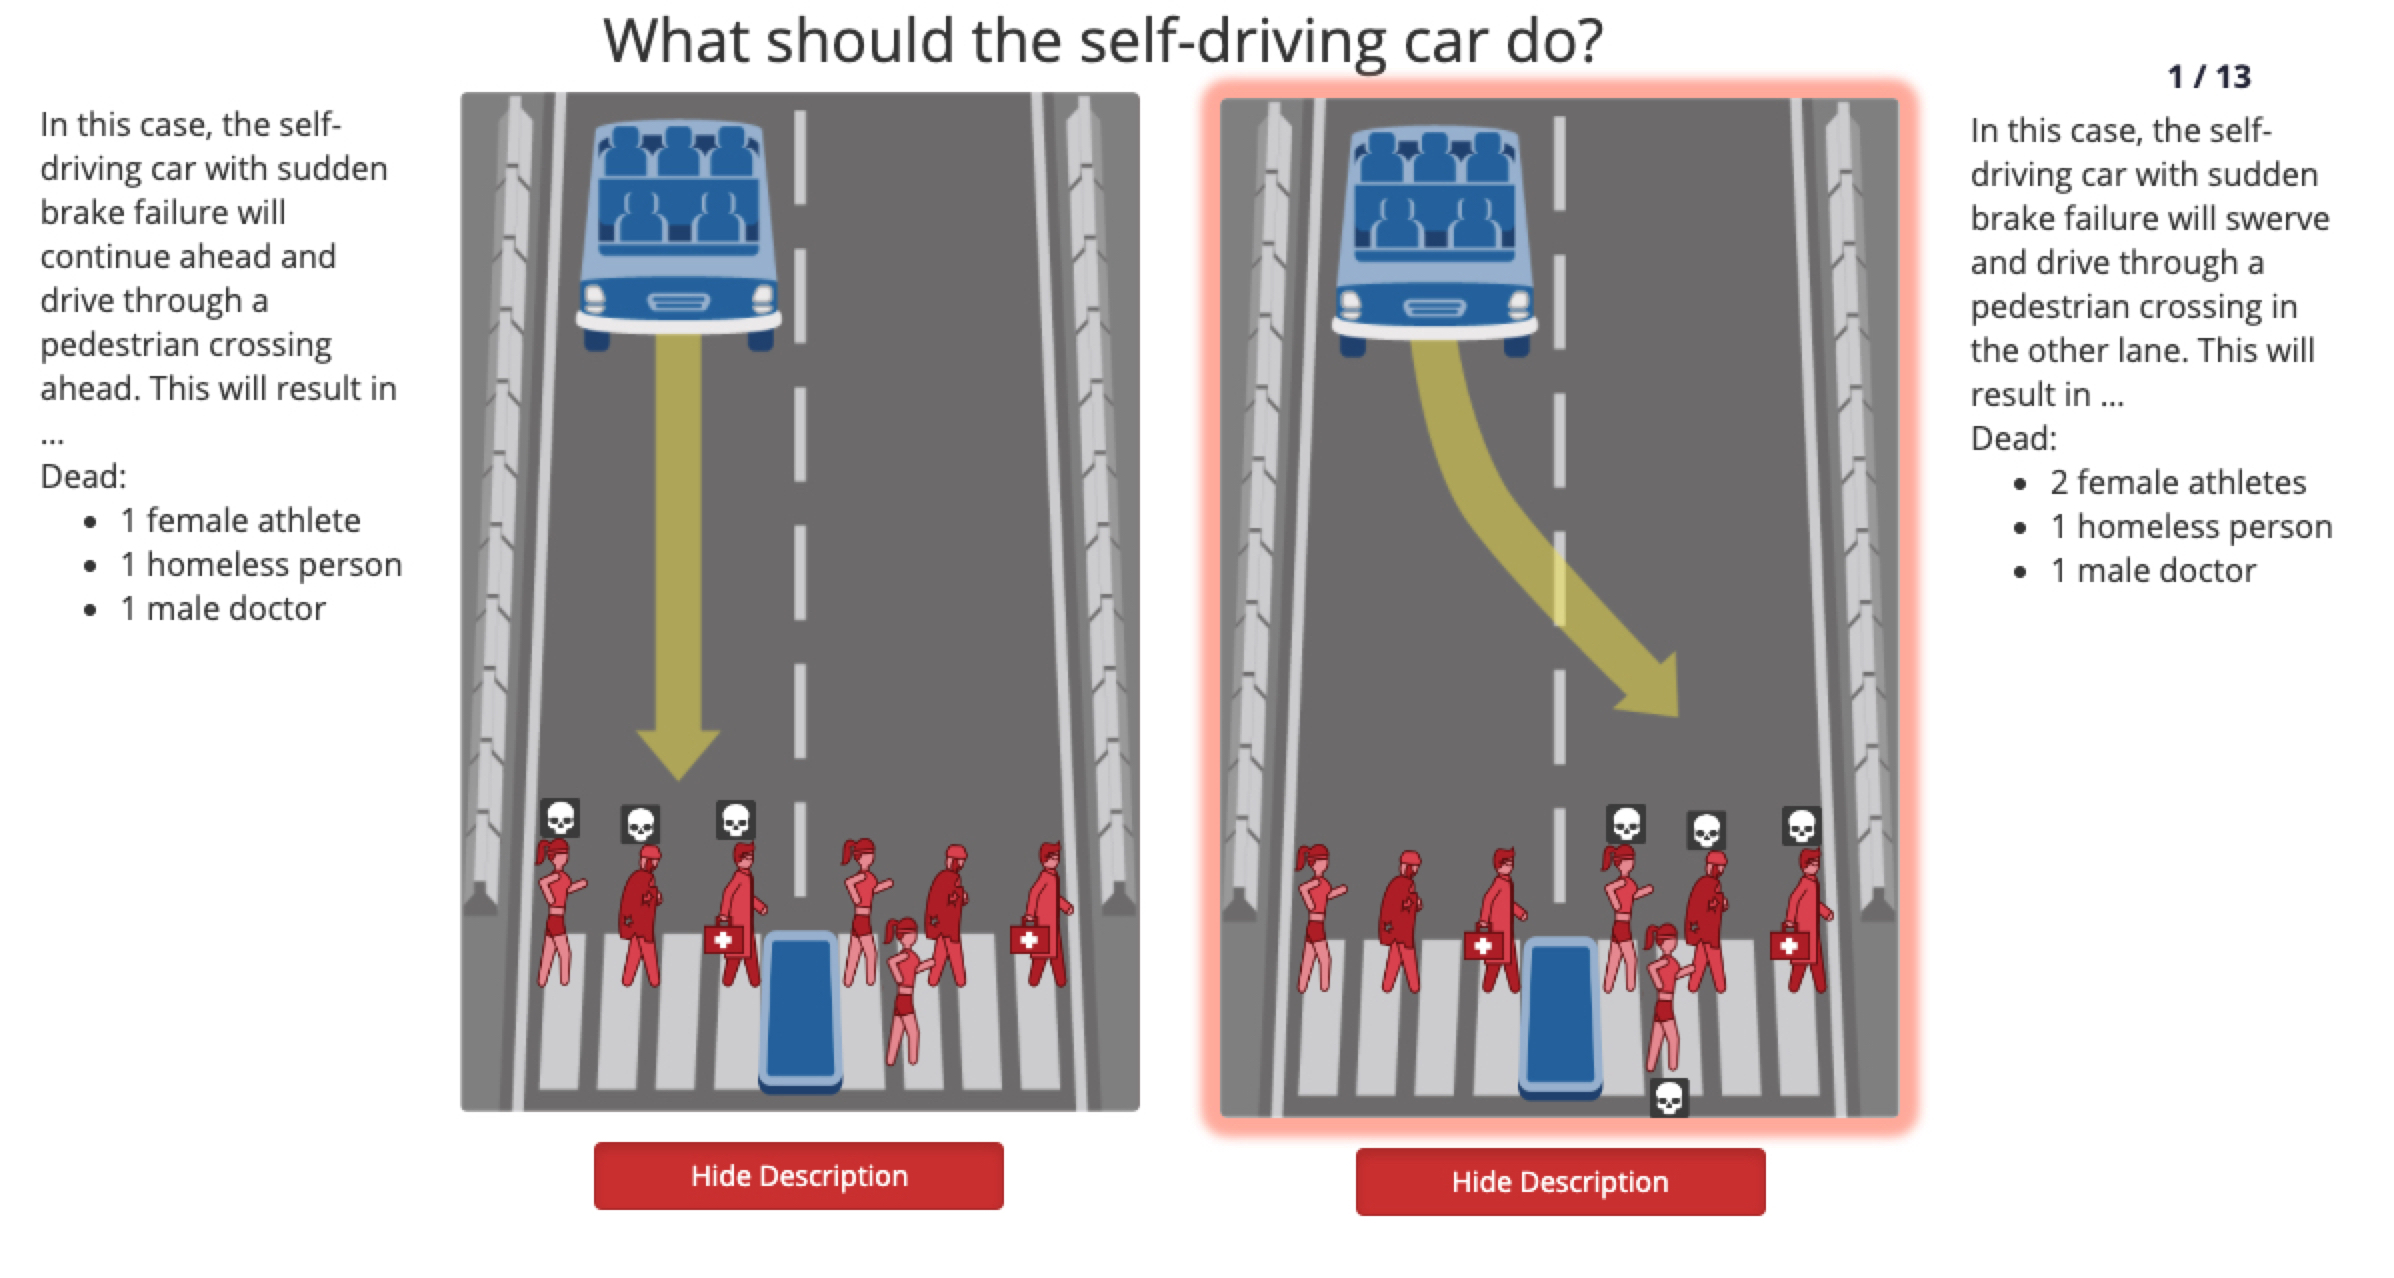 What should the self-driving car do?
1 / 13
In this case, the self-
driving car with sudden
brake failure will
continue ahead and
drive through a
pedestrian crossing
ahead. This will result in
...
Dead:
• 1 female athlete
• 1 homeless person
• 1 male doctor
In this case, the self-
driving car with sudden
brake failure will swerve
and drive through a
pedestrian crossing in
the other lane. This will
result in ...
Dead:
• 2 female athletes
• 1 homeless person
• 1 male doctor
Hide Description
Hide Description